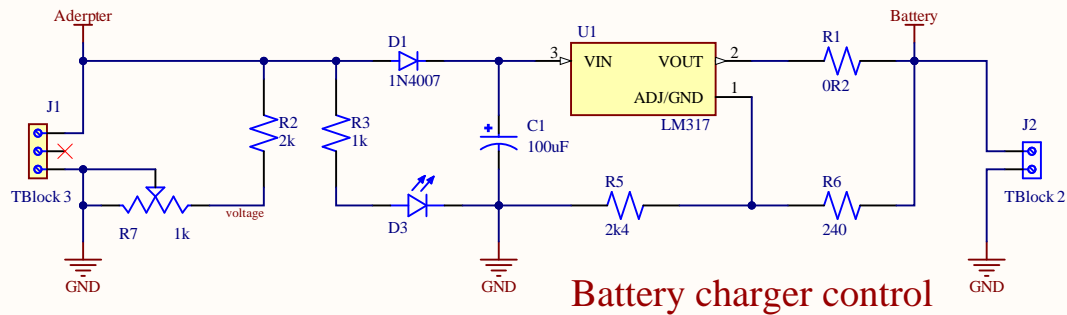 Aderpter
Battery
D1
1N4007
U1
3
VIN
VOUT
2
ADJ/GND
1
LM317
R1
0R2
J1
TBlock 3
R2
2k
R3
1k
C1
100uF
J2
TBlock 2
R7
1k
voltage
D3
R5
2k4
R6
240
GND
GND
GND
Battery charger control